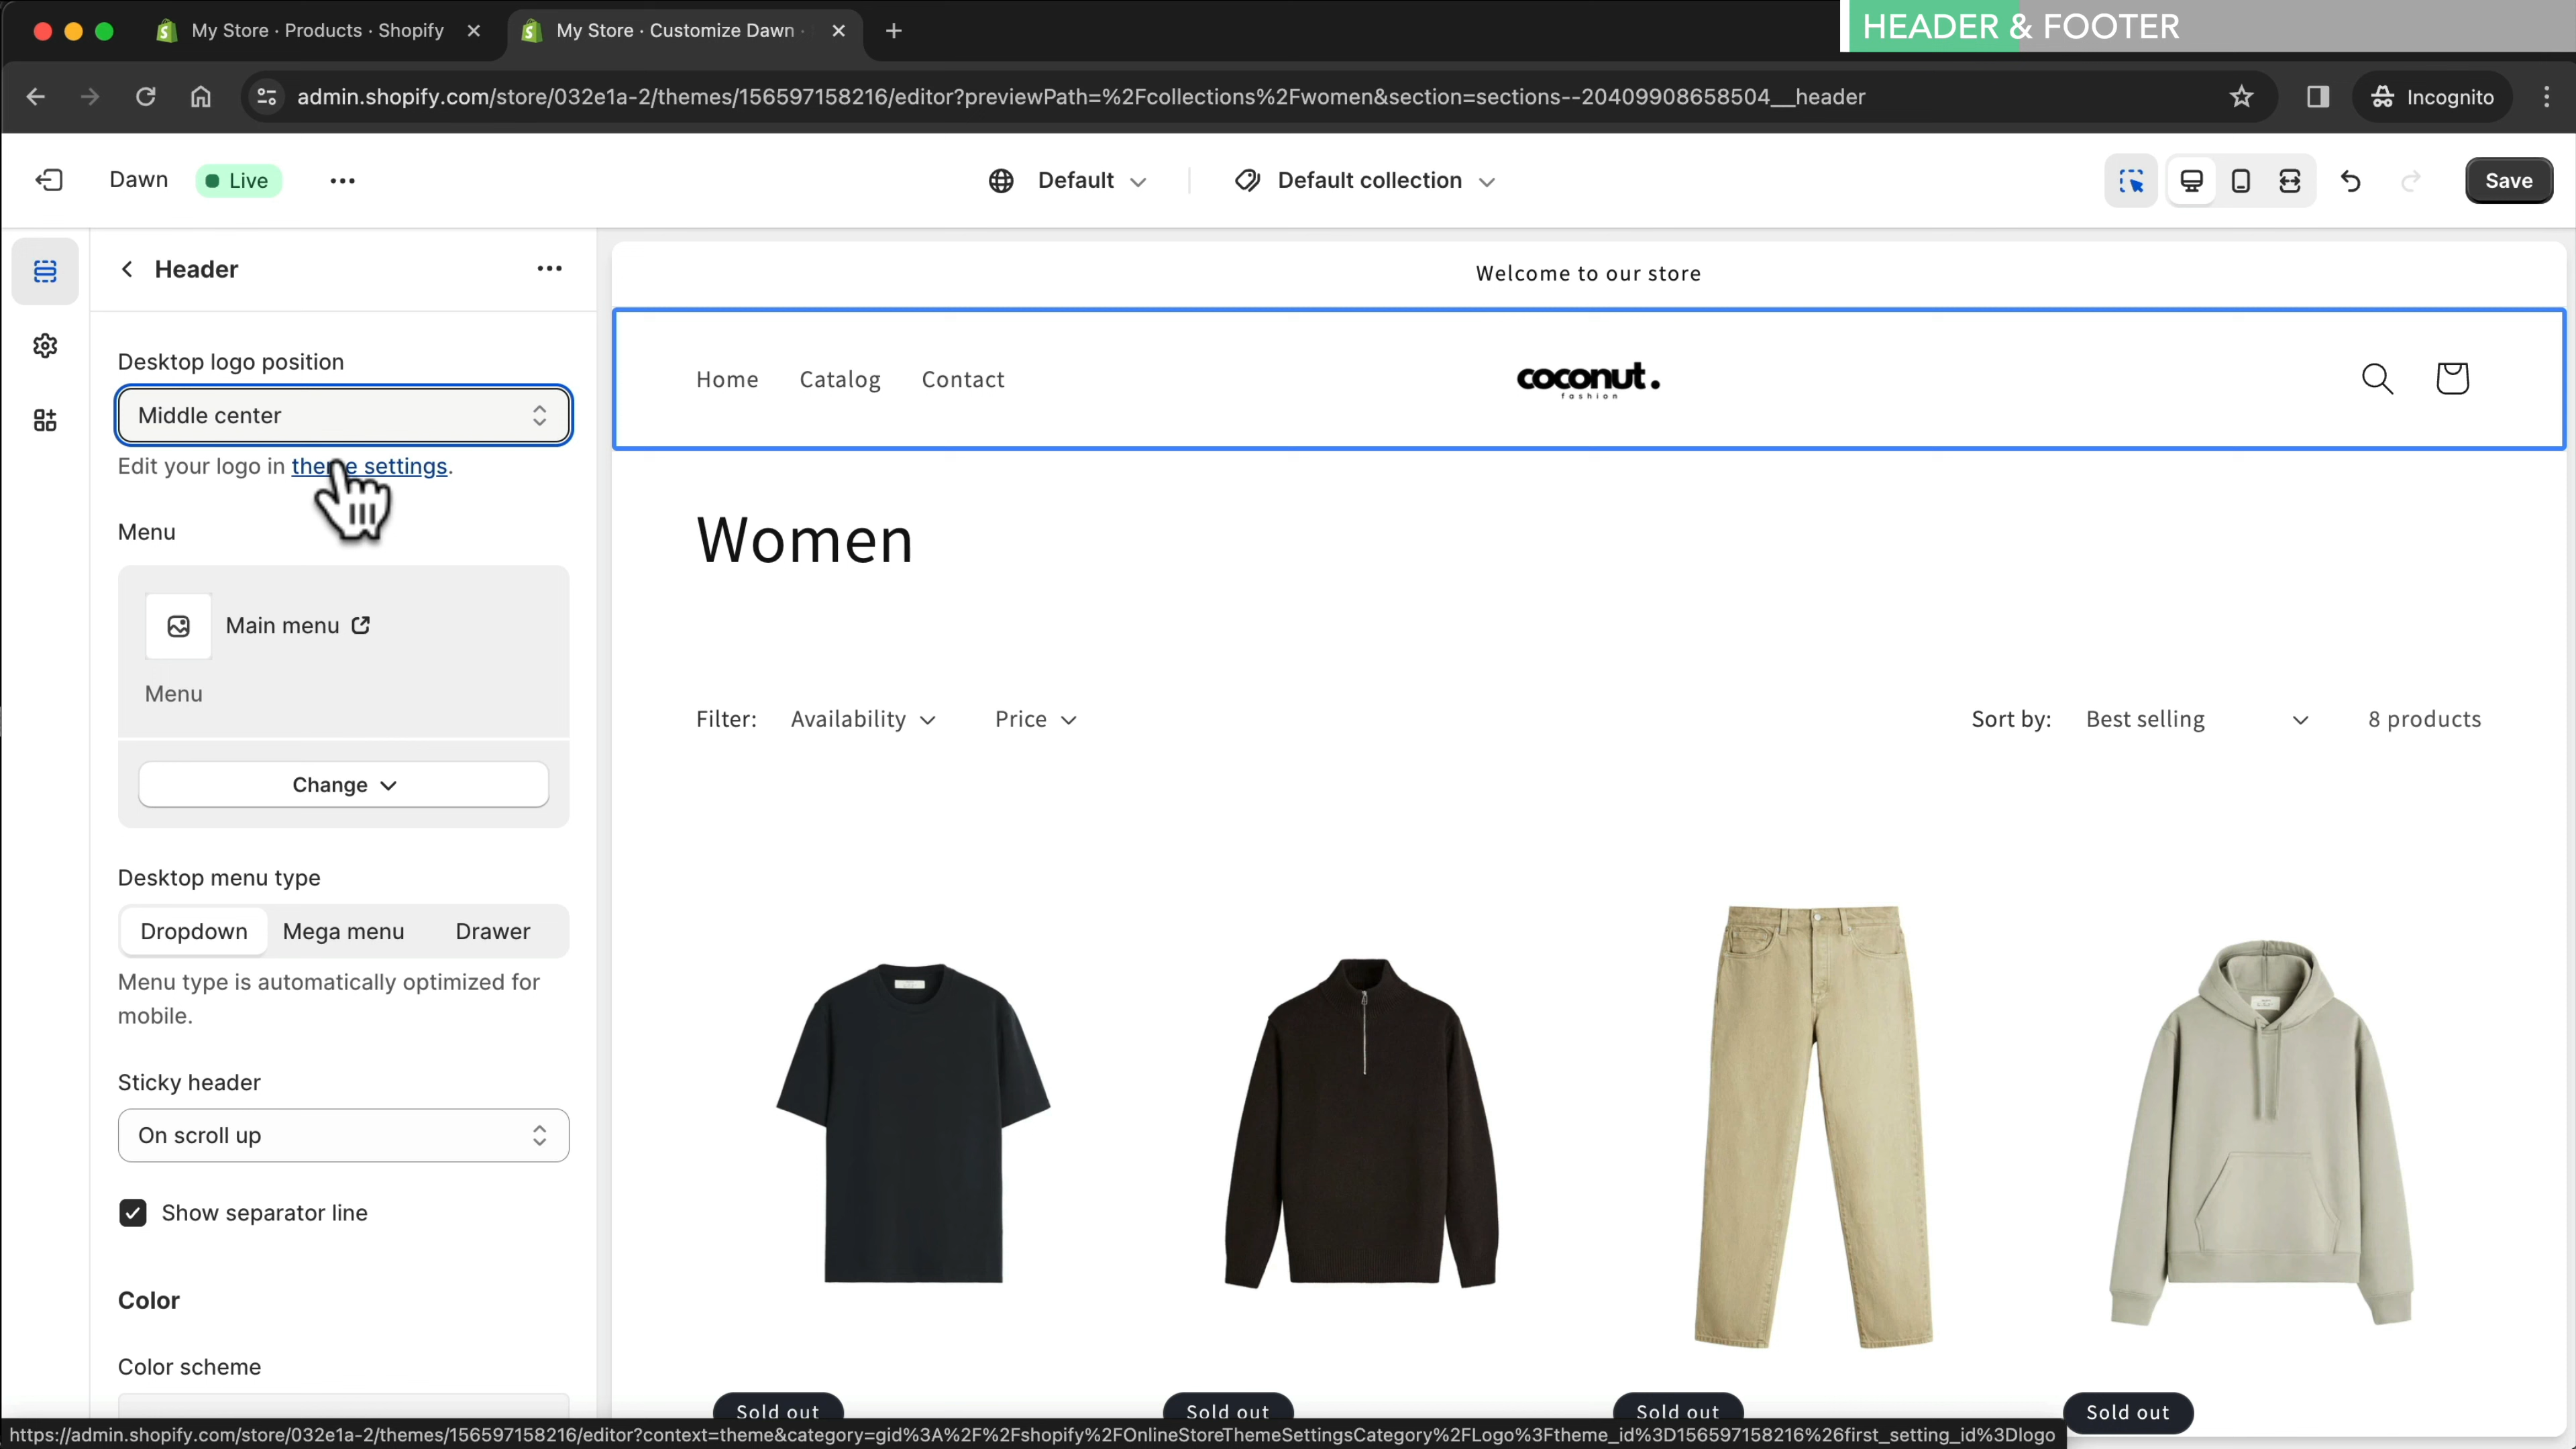 My Store · Products · Shopify
My Store · Customize Dawn ·
HEADER & FOOTER
admin.shopify.com/store/032e1a-2/themes/156597158216/editor?previewPath=%2Fcollections%2Fwomen&section=sections--20409908658504__header
Incognito
Dawn
Live
Default
Default collection
Save
Header
Desktop logo position
Middle center
Edit your logo in theme settings.
Menu
Main menu
Menu
Change
Desktop menu type
Dropdown Mega menu Drawer
Menu type is automatically optimized for
mobile.
Sticky header
On scroll up
Show separator line
Color
Color scheme
Welcome to our store
Home Catalog Contact
coconut.
fashion
Women
Filter: Availability Price
Sort by: Best selling 8 products
Sold out Sold out Sold out Sold out
https://admin.shopify.com/store/032e1a-2/themes/156597158216/editor?context=theme&category=gid%3A%2F%2Fshopify%2FOnlineStoreThemeSettingsCategory%2FLogo%3Ftheme_id%3D156597158216%26first_setting_id%3Dlogo